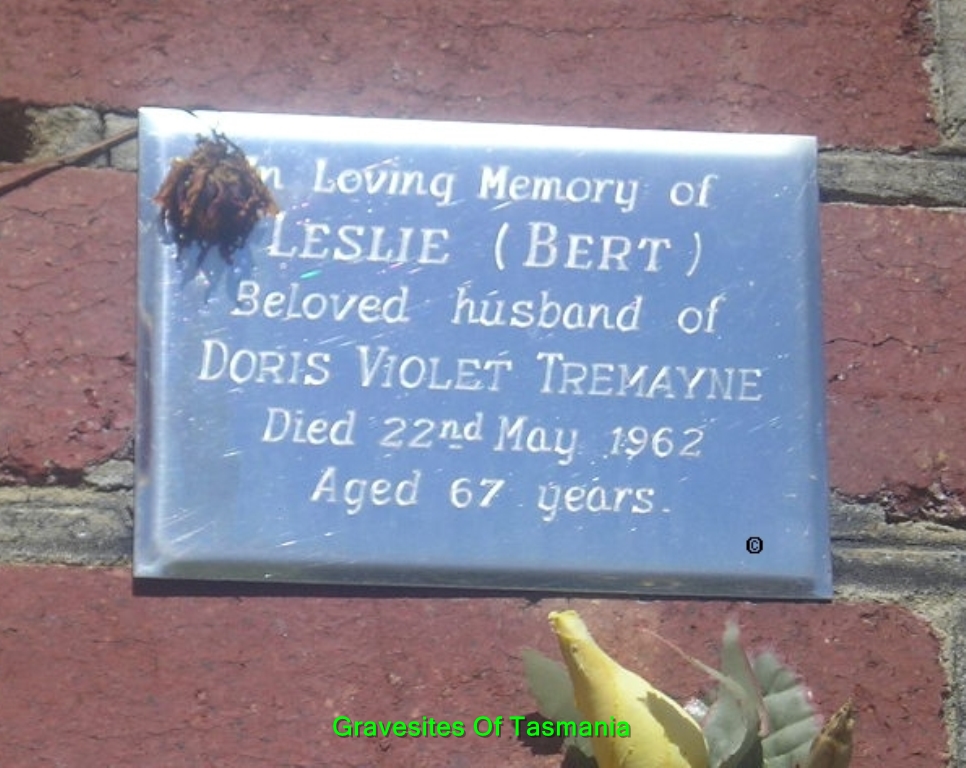 In Loving Memory of
LESLIE (BERT)
Beloved husband of
DORIS VIOLET TREMAYNE
Died 22nd May 1962
Aged 67 years.
©
Gravesites Of Tasmania